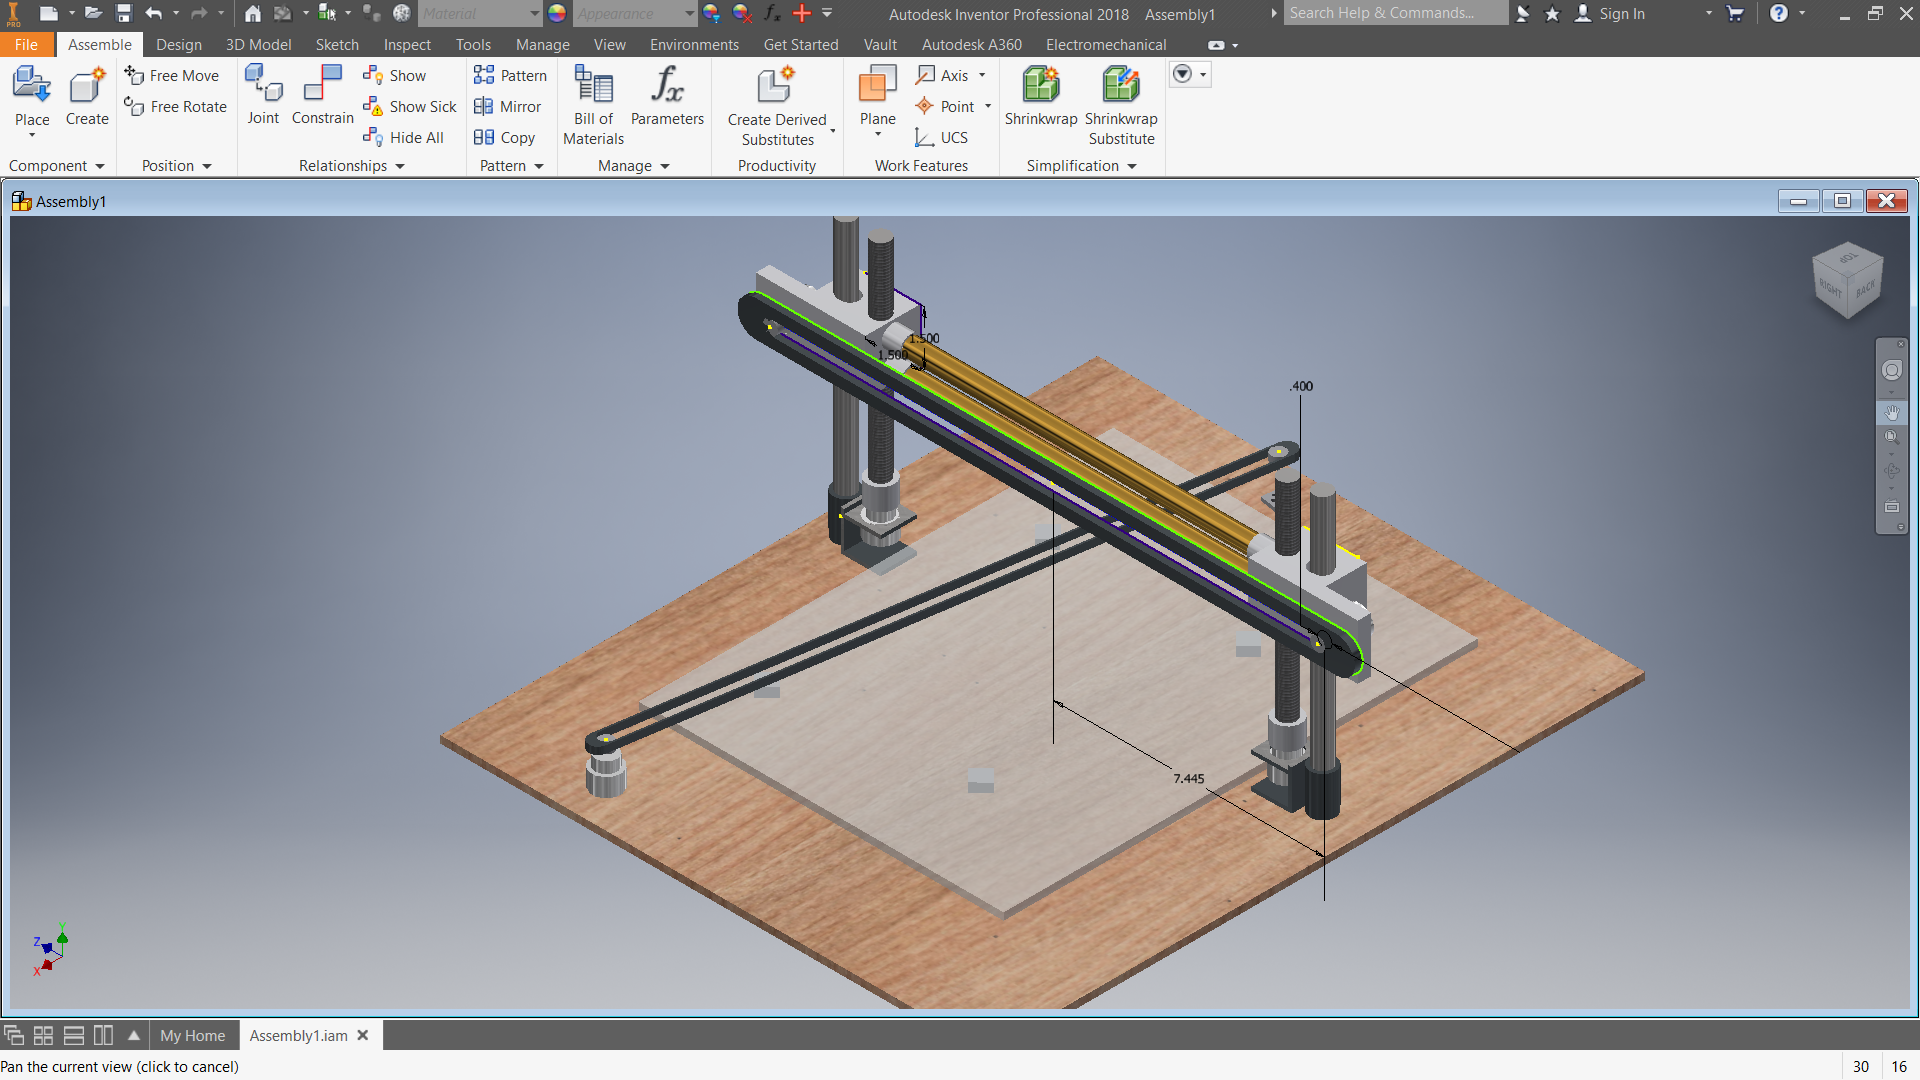 PRO
Material
Appearance
Autodesk Inventor Professional 2018 Assembly1
Search Help & Commands...
Sign In
File Assemble Design 3D Model Sketch Inspect Tools Manage View Environments Get Started Vault Autodesk A360 Electromechanical
Place
Create
Component
Free Move
Free Rotate
Position
Joint
Constrain
Show
Show Sick
Hide All
Relationships
Pattern
Mirror
Copy
Pattern
Bill of
Materials
Parameters
Manage
Create Derived
Substitutes
Productivity
Plane
Axis
Point
UCS
Work Features
Shrinkwrap
Shrinkwrap
Substitute
Simplification
Assembly1
TOP
RIGHT
BACK
1.500
1.500
.400
7.445
Y
Z
X
My Home
Assembly1.iam
Pan the current view (click to cancel)
30 16